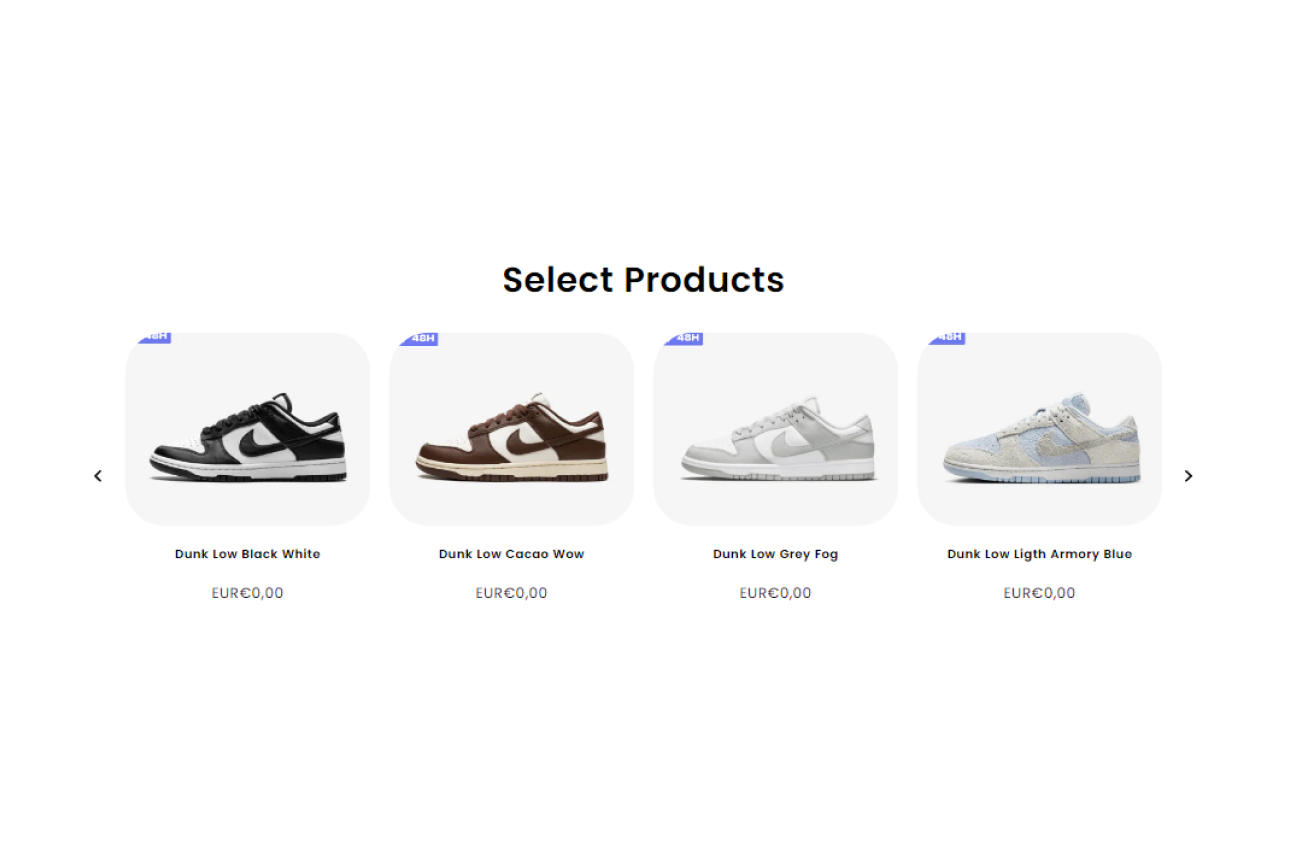 Select Products
48H
48H
48H
48H
Dunk Low Black White
Dunk Low Cacao Wow
Dunk Low Grey Fog
Dunk Low Ligth Armory Blue
EUR€0,00
EUR€0,00
EUR€0,00
EUR€0,00